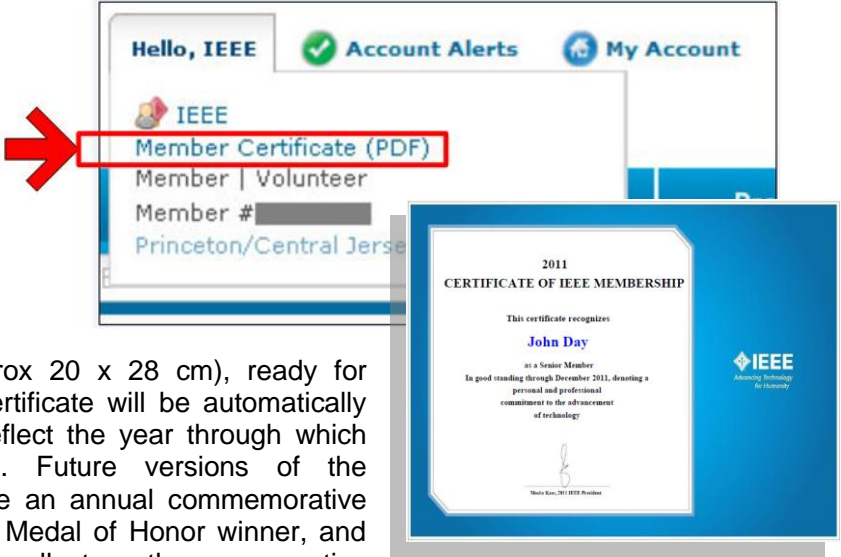 Hello, IEEE
Account Alerts
My Account
IEEE
Member Certificate (PDF)
Member | Volunteer
Member #
Princeton/Central Jerse
2011
CERTIFICATE OF IEEE MEMBERSHIP
This certificate recognizes
John Day
as a Senior Member
In good standing through December 2011, denoting a
personal and professional
commitment to the advancement
of technology
IEEE
Advancing Technology
for Humanity
rox 20 x 28 cm), ready for
ertificate will be automatically
eflect the year through which
. Future versions of the
e an annual commemorative
Medal of Honor winner, and